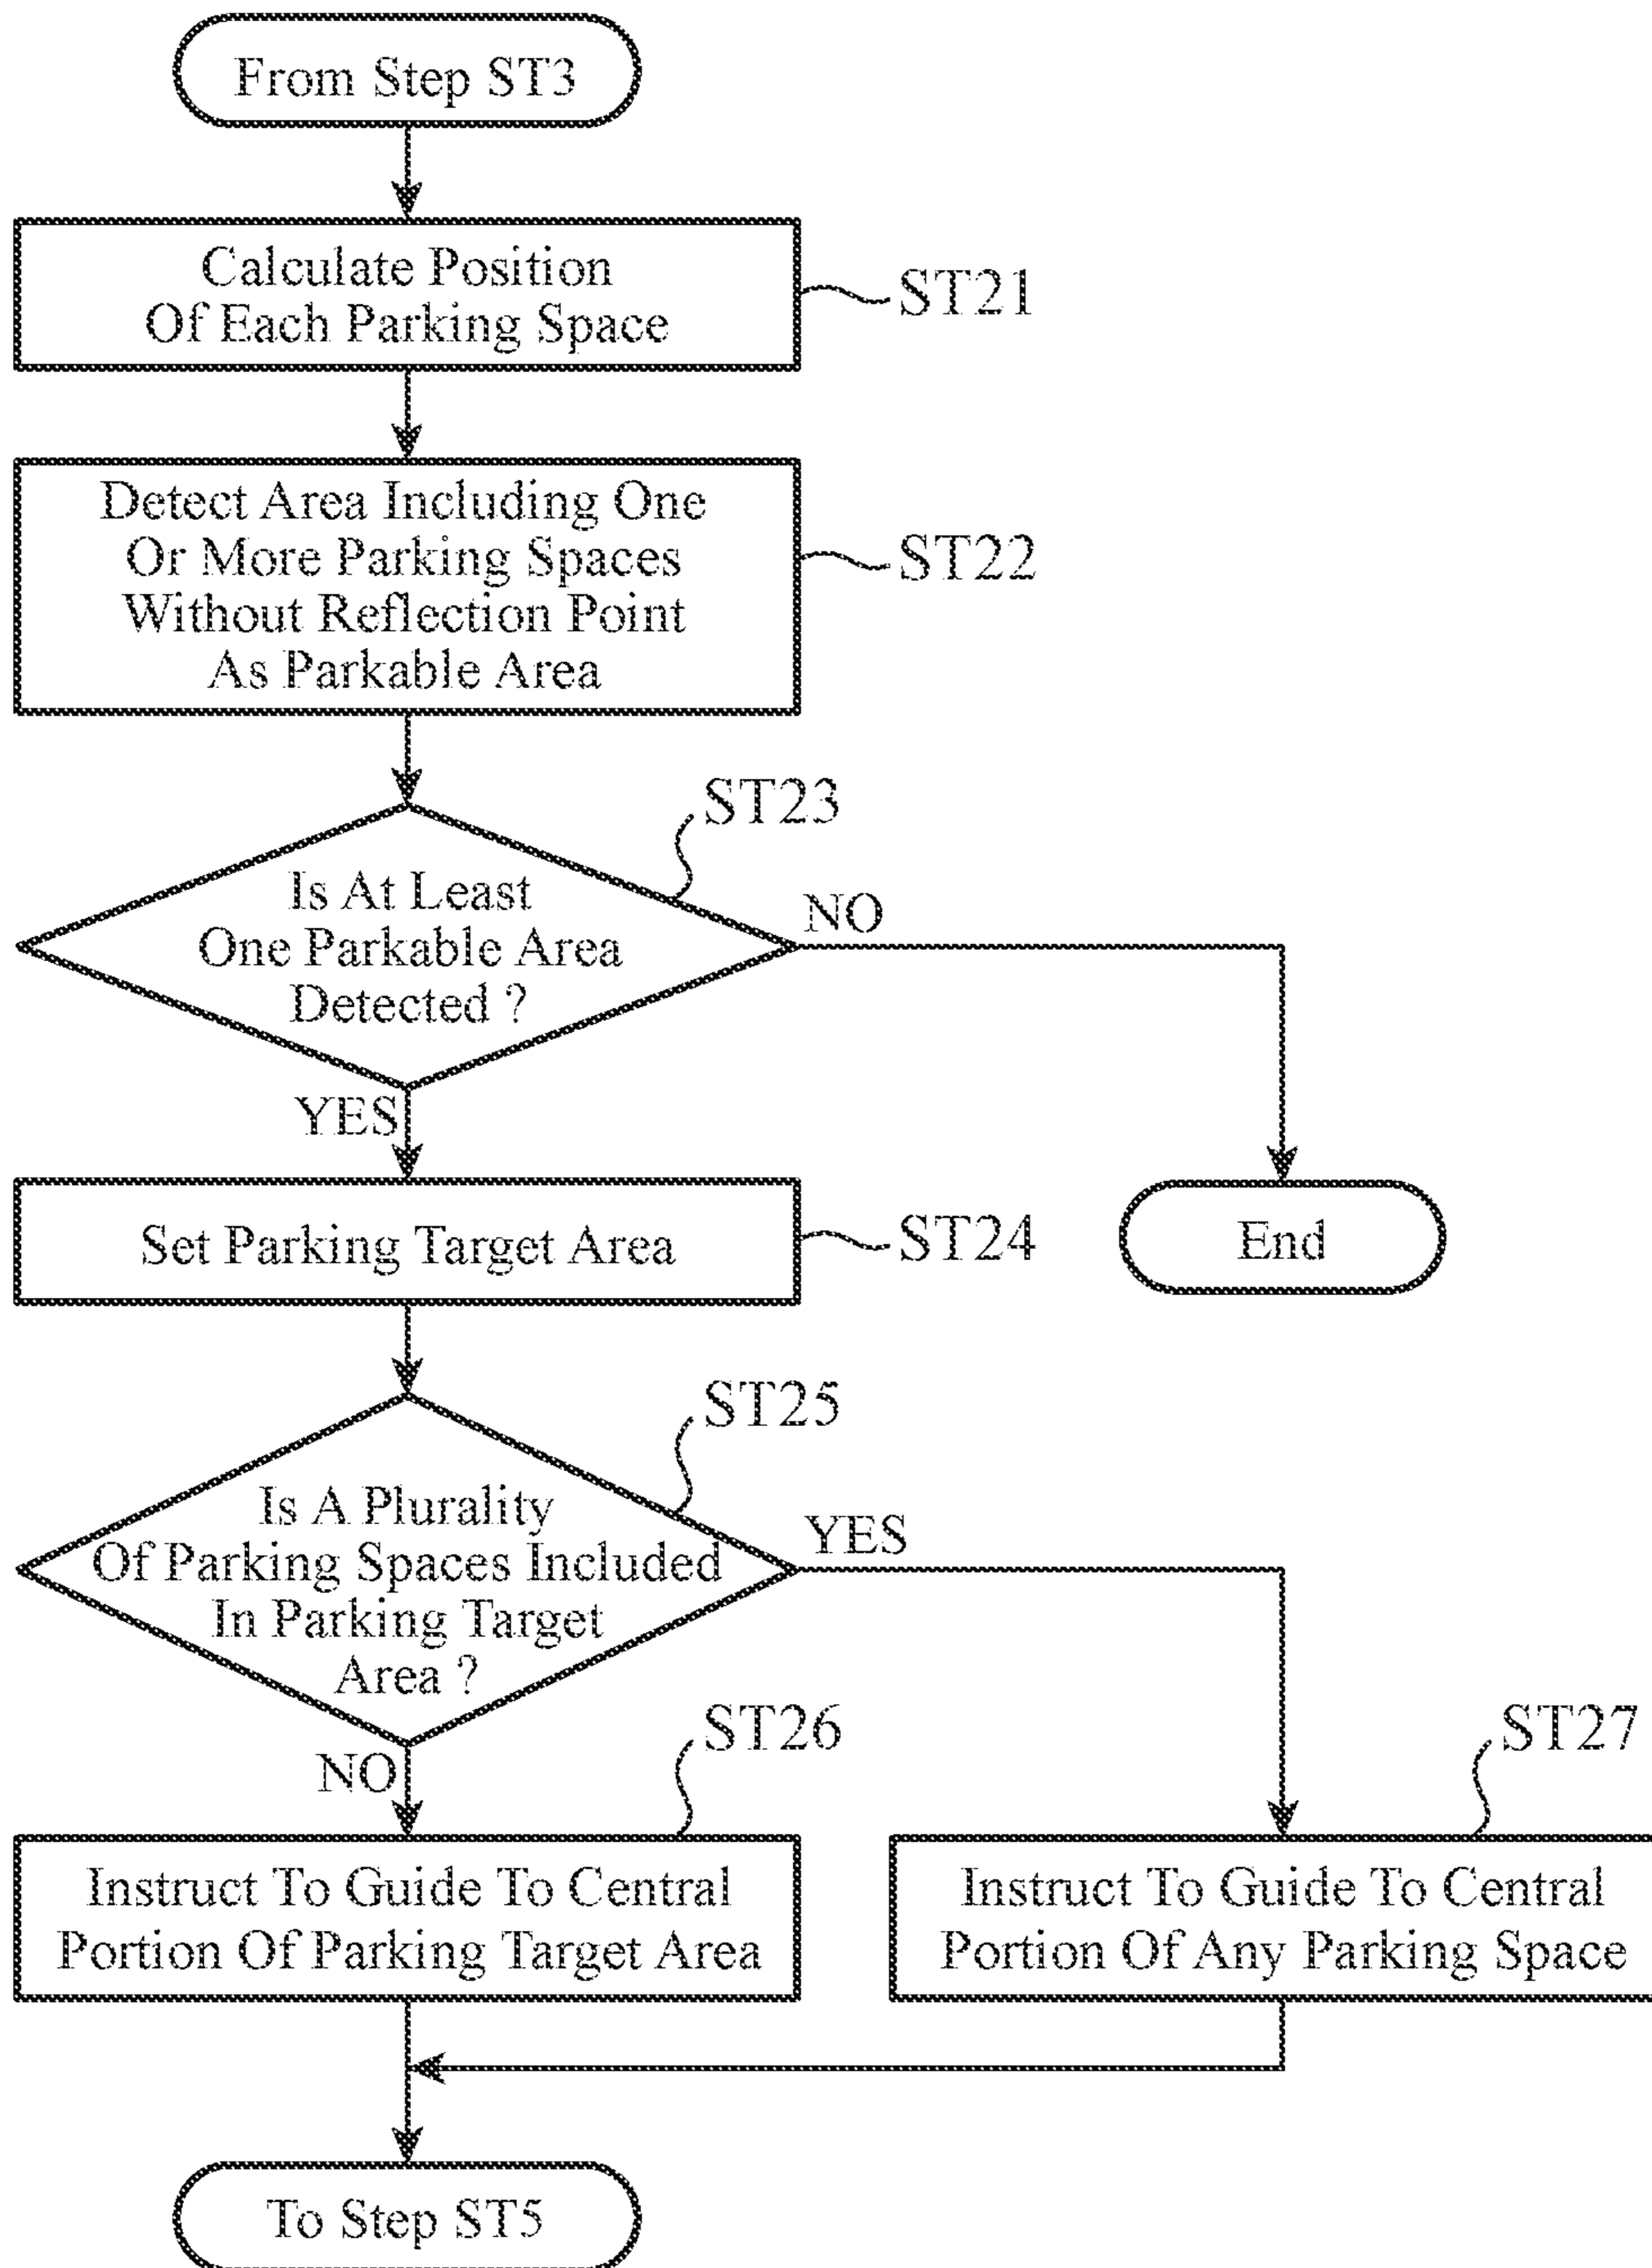 From Step ST3
Calculate Position
Of Each Parking Space
ST21
Detect Area Including One
Or More Parking Spaces
Without Reflection Point
As Parkable Area
ST22
ST23
Is At Least
One Parkable Area
Detected ?
NO
YES
Set Parking Target Area
ST24
End
ST25
Is A Plurality
Of Parking Spaces Included
In Parking Target
Area ?
YES
NO
ST26
ST27
Instruct To Guide To Central
Portion Of Parking Target Area
Instruct To Guide To Central
Portion Of Any Parking Space
To Step ST5